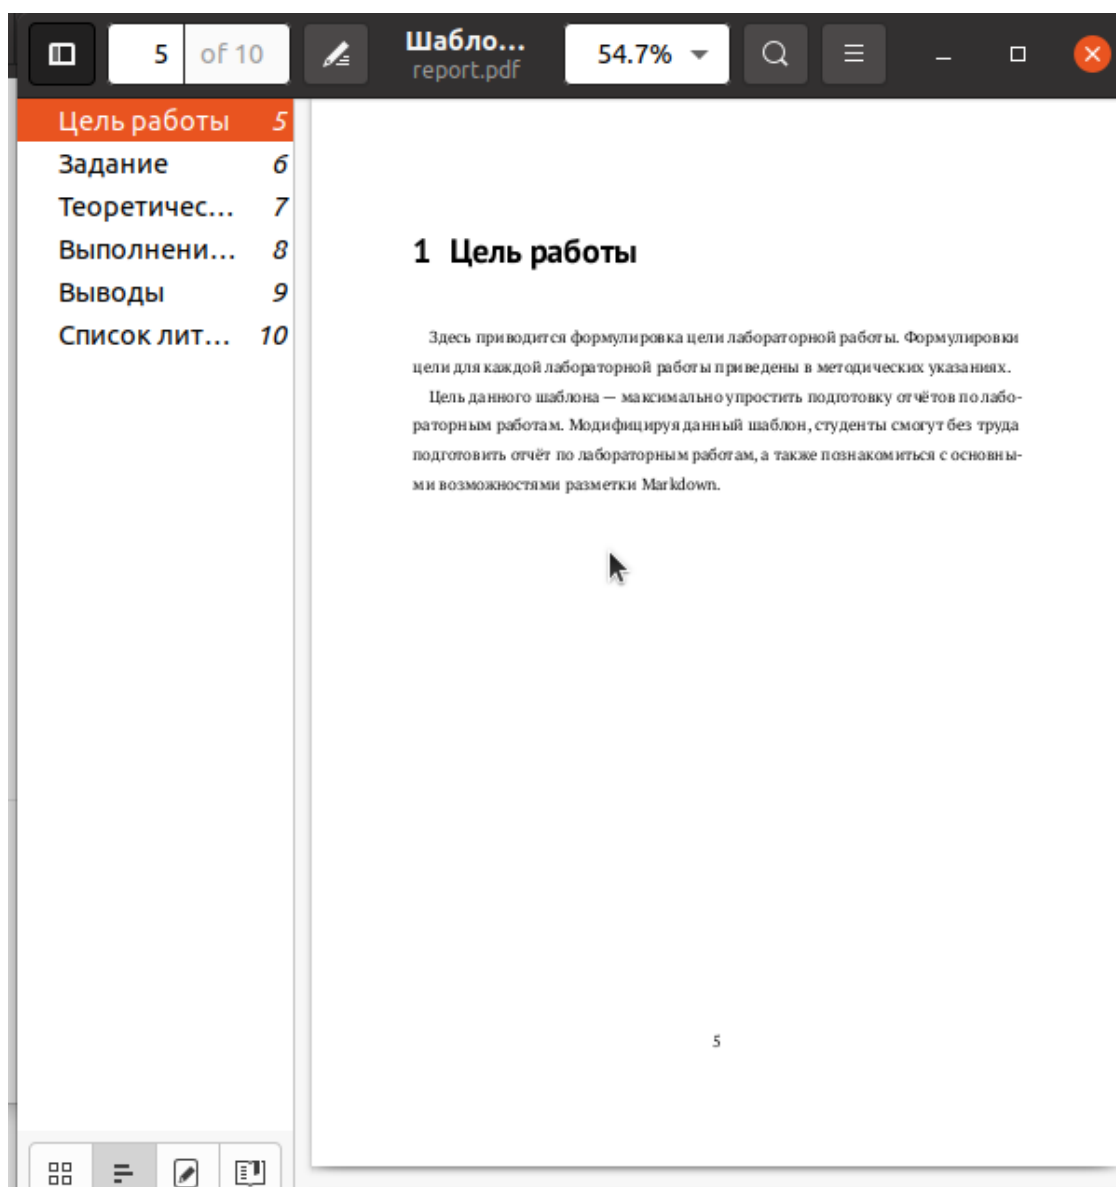 5 of 10
Шабло...
report.pdf
54.7%
Цель работы 5
Задание 6
Теоретичес... 7
Выполнени... 8
Выводы 9
Список лит... 10
1 Цель работы
Здесь приводится формулировка цели лабораторной работы. Формулировки
цели для каждой лабораторной работы приведены в методических указаниях.
Цель данного шаблона — максимально упростить подготовку отчётов по лабо-
раторным работам. Модифицируя данный шаблон, студенты смогут без труда
подготовить отчёт по лабораторным работам, а также познакомиться с основны-
ми возможностями разметки Markdown.
5